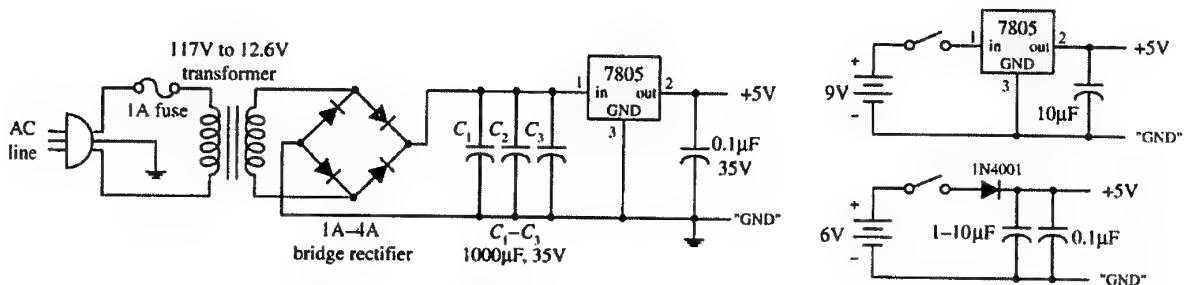 117V to 12.6V
transformer
1A fuse
AC
line
1A–4A
bridge rectifier
C₁
C₂
C₃
C₁–C₃
1000µF, 35V
1
7805
2
in
out
GND
3
+5V
0.1µF
35V
"GND"
+
9V
–
1
7805
2
in
out
GND
3
+5V
10µF
"GND"
+
6V
–
1N4001
+5V
1–10µF
0.1µF
"GND"